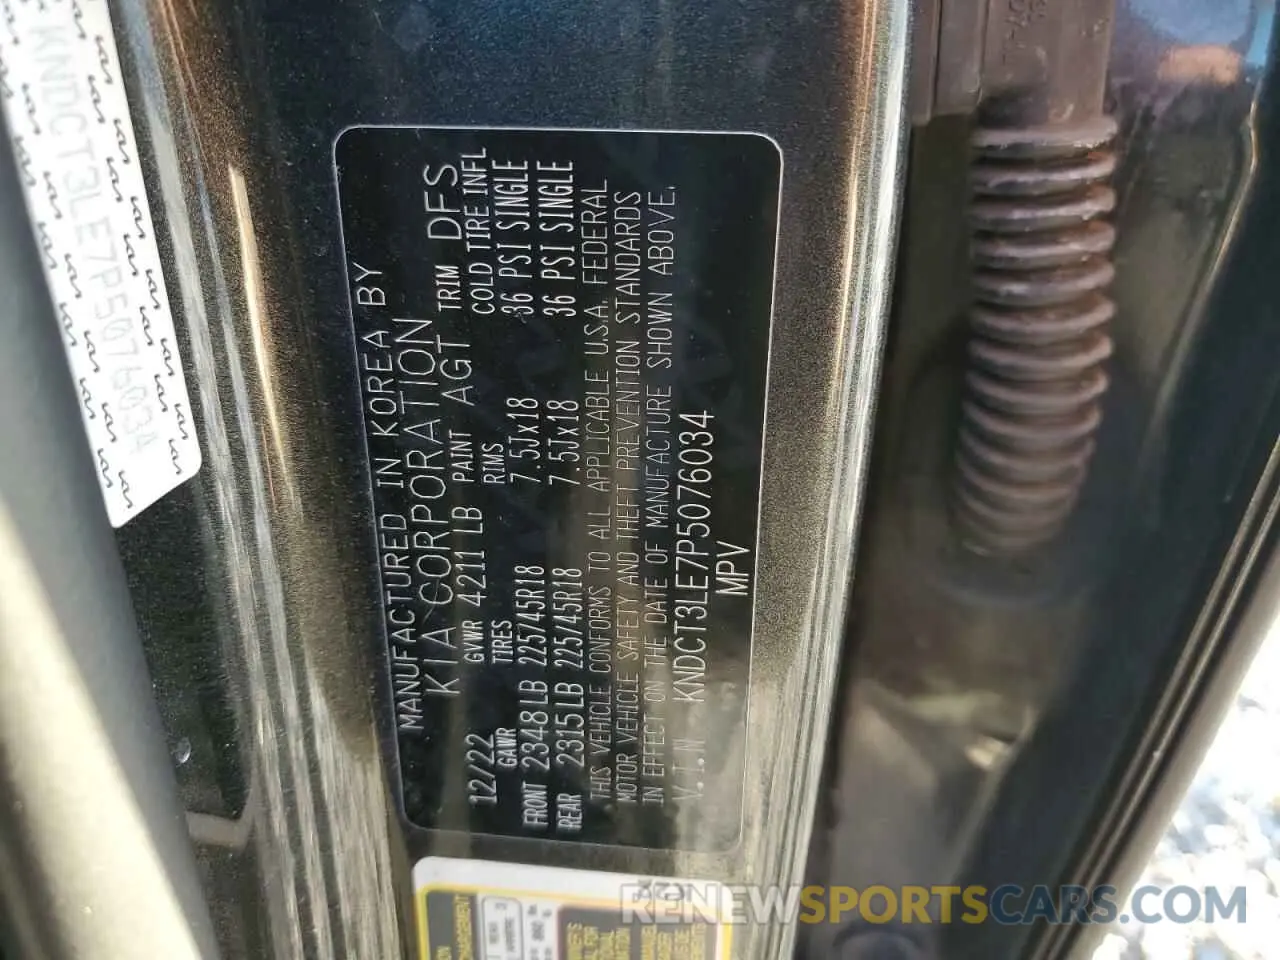 MANUFACTURED IN KOREA BY
KIA CORPORATION
12/22 GVWR 4211 LB PAINT AGT TRIM DFS
GAWR TIRES RIMS COLD TIRE INFL
FRONT 2348LB 225/45R18 7.5Jx18 36 PSI SINGLE
REAR 2315LB 225/45R18 7.5Jx18 36 PSI SINGLE
THIS VEHICLE CONFORMS TO ALL APPLICABLE U.S.A. FEDERAL
MOTOR VEHICLE SAFETY AND THEFT PREVENTION STANDARDS
IN EFFECT ON THE DATE OF MANUFACTURE SHOWN ABOVE.
V.I.N KNDCT3LE7P5076034
MPV
KNDCT3LE7P5076034
RENEWSPORTSCARS.COM